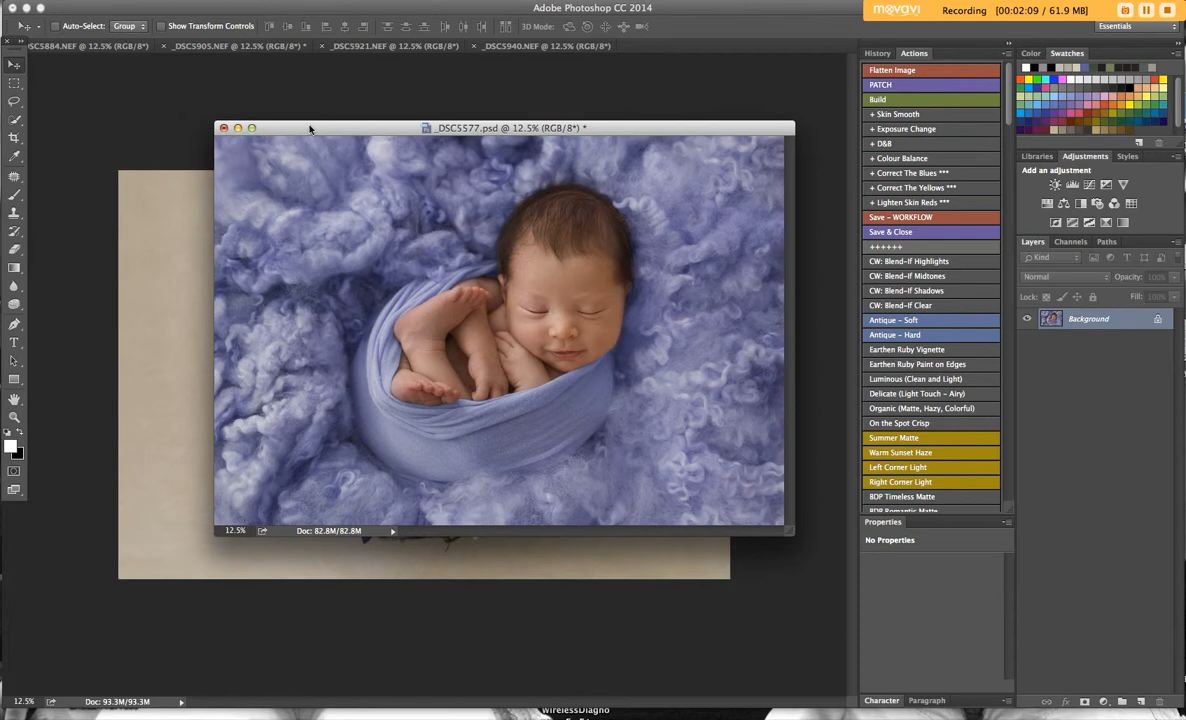 Adobe Photoshop CC 2014
movavi Recording (00:02:09 / 61.9 MB)
Auto-Select: Group Show Transform Controls 3D Mode: Essentials
DSC5884.NEF @ 12.5% (RGB/8*) × _DSC5905.NEF @ 12.5% (RGB/8*) * × _DSC5921.NEF @ 12.5% (RGB/8*) × _DSC5940.NEF @ 12.5% (RGB/8*)
History Actions
Flatten Image
PATCH
Build
+ Skin Smooth
+ Exposure Change
+ D&B
+ Colour Balance
+ Correct The Blues ***
+ Correct The Yellows ***
+ Lighten Skin Reds ***
Save - WORKFLOW
Save & Close
++++++
CW: Blend-If Highlights
CW: Blend-If Midtones
CW: Blend-If Shadows
CW: Blend-If Clear
Antique - Soft
Antique - Hard
Earthen Ruby Vignette
Earthen Ruby Paint on Edges
Luminous (Clean and Light)
Delicate (Light Touch - Airy)
Organic (Matte, Hazy, Colorful)
On the Spot Crisp
Summer Matte
Warm Sunset Haze
Left Corner Light
Right Corner Light
BDP Timeless Matte
BDP Romantic Matte
Properties
No Properties
Character Paragraph
Color Swatches
Libraries Adjustments Styles
Add an adjustment
Layers Channels Paths
Kind
Normal Opacity: 100%
Lock: Fill: 100%
Background
_DSC5577.psd @ 12.5% (RGB/8*) *
12.5% Doc: 82.8M/82.8M
12.5% Doc: 93.3M/93.3M
WirelessDiagno